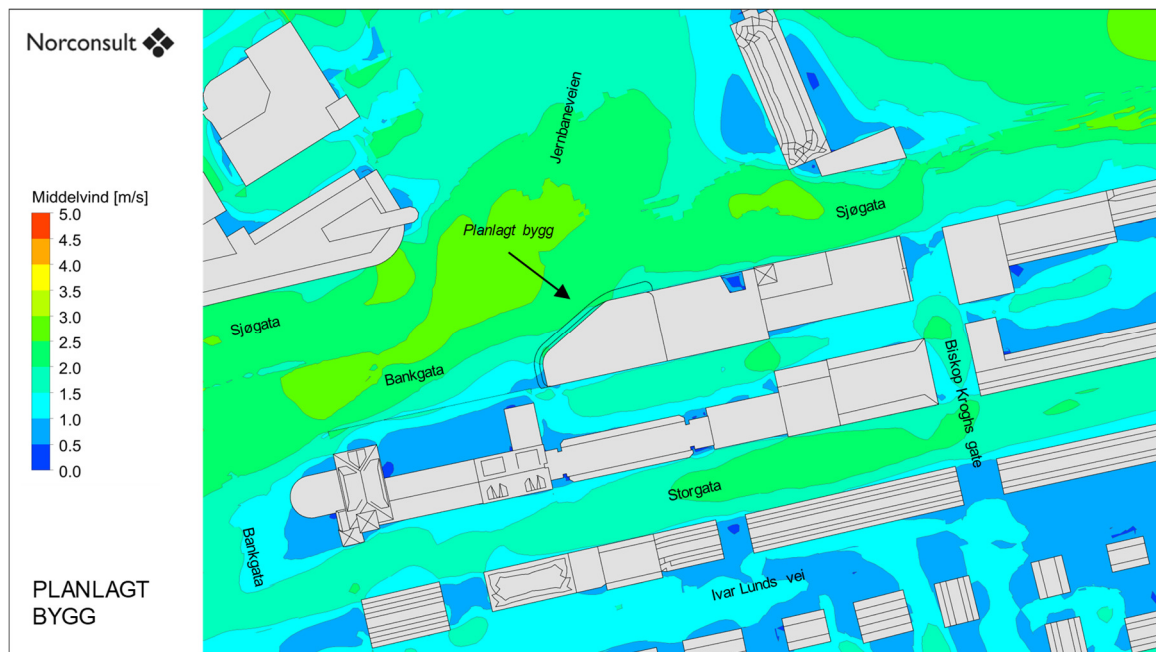 Norconsult
Jernbaneveien
Middelvind [m/s]
5.0
4.5
4.0
3.5
3.0
2.5
2.0
1.5
1.0
0.5
0.0
Sjøgata
Planlagt bygg
Sjøgata
Bankgata
Biskop Kroghs gate
Storgata
Bankgata
Ivar Lunds vei
PLANLAGT
BYGG